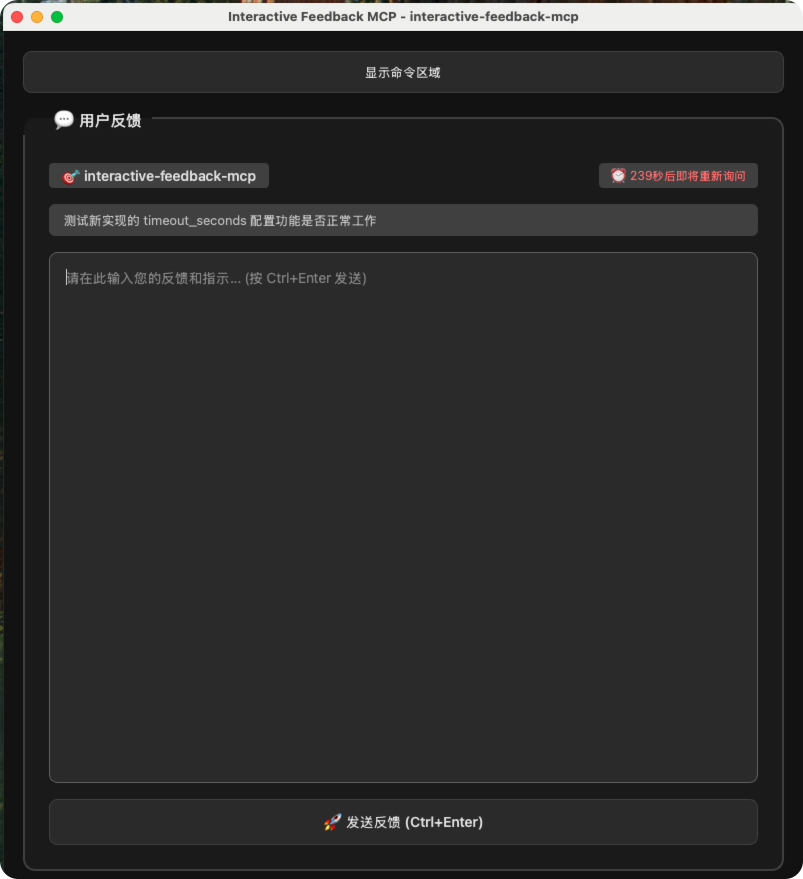 Interactive Feedback MCP - interactive-feedback-mcp
显示命令区域
💬 用户反馈
🎯 interactive-feedback-mcp
⏰ 239秒后即将重新询问
测试新实现的 timeout_seconds 配置功能是否正常工作
请在此输入您的反馈和指示... (按 Ctrl+Enter 发送)
🚀 发送反馈 (Ctrl+Enter)